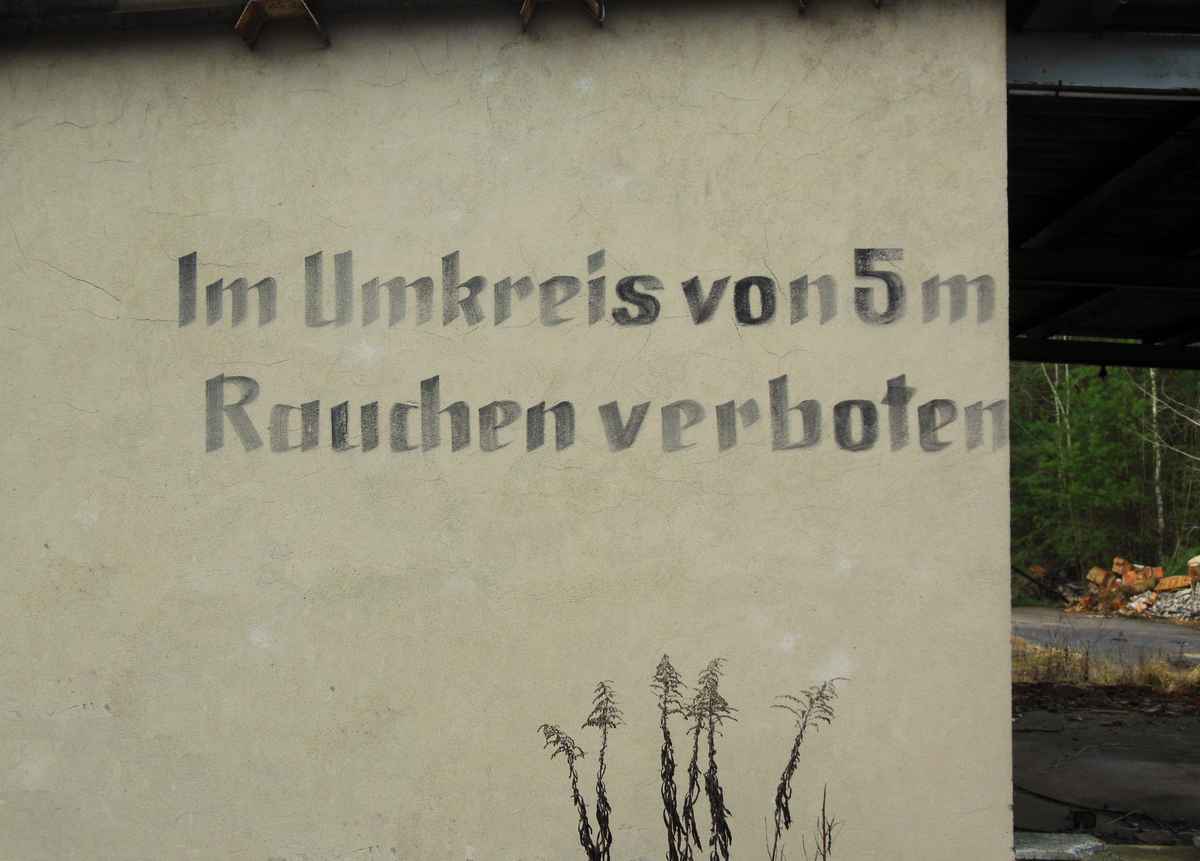 Im Umkreis von 5 m
Rauchen verboten